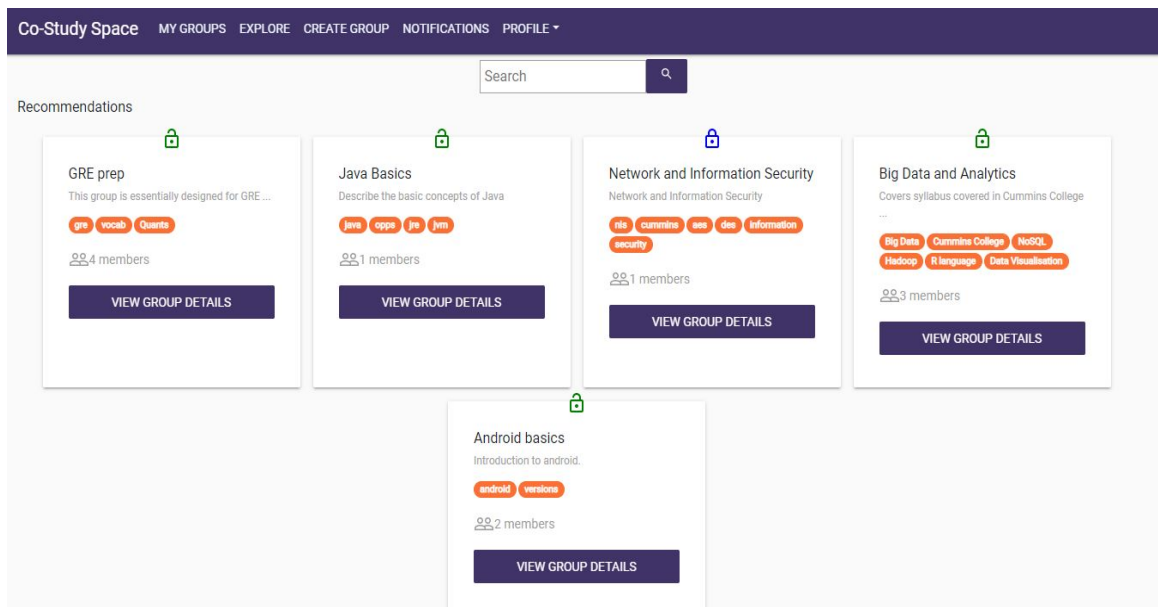 Co-Study Space MY GROUPS EXPLORE CREATE GROUP NOTIFICATIONS PROFILE
Search
Recommendations
GRE prep
This group is essentially designed for GRE ...
gre vocab Quants
4 members
VIEW GROUP DETAILS
Java Basics
Describe the basic concepts of Java
java opps jre jvm
1 members
VIEW GROUP DETAILS
Network and Information Security
Network and Information Security
nis cummins aes des information
security
1 members
VIEW GROUP DETAILS
Big Data and Analytics
Covers syllabus covered in Cummins College
...
Big Data Cummins College NoSQL
Hadoop R language Data Visualisation
3 members
VIEW GROUP DETAILS
Android basics
Introduction to android.
android versions
2 members
VIEW GROUP DETAILS